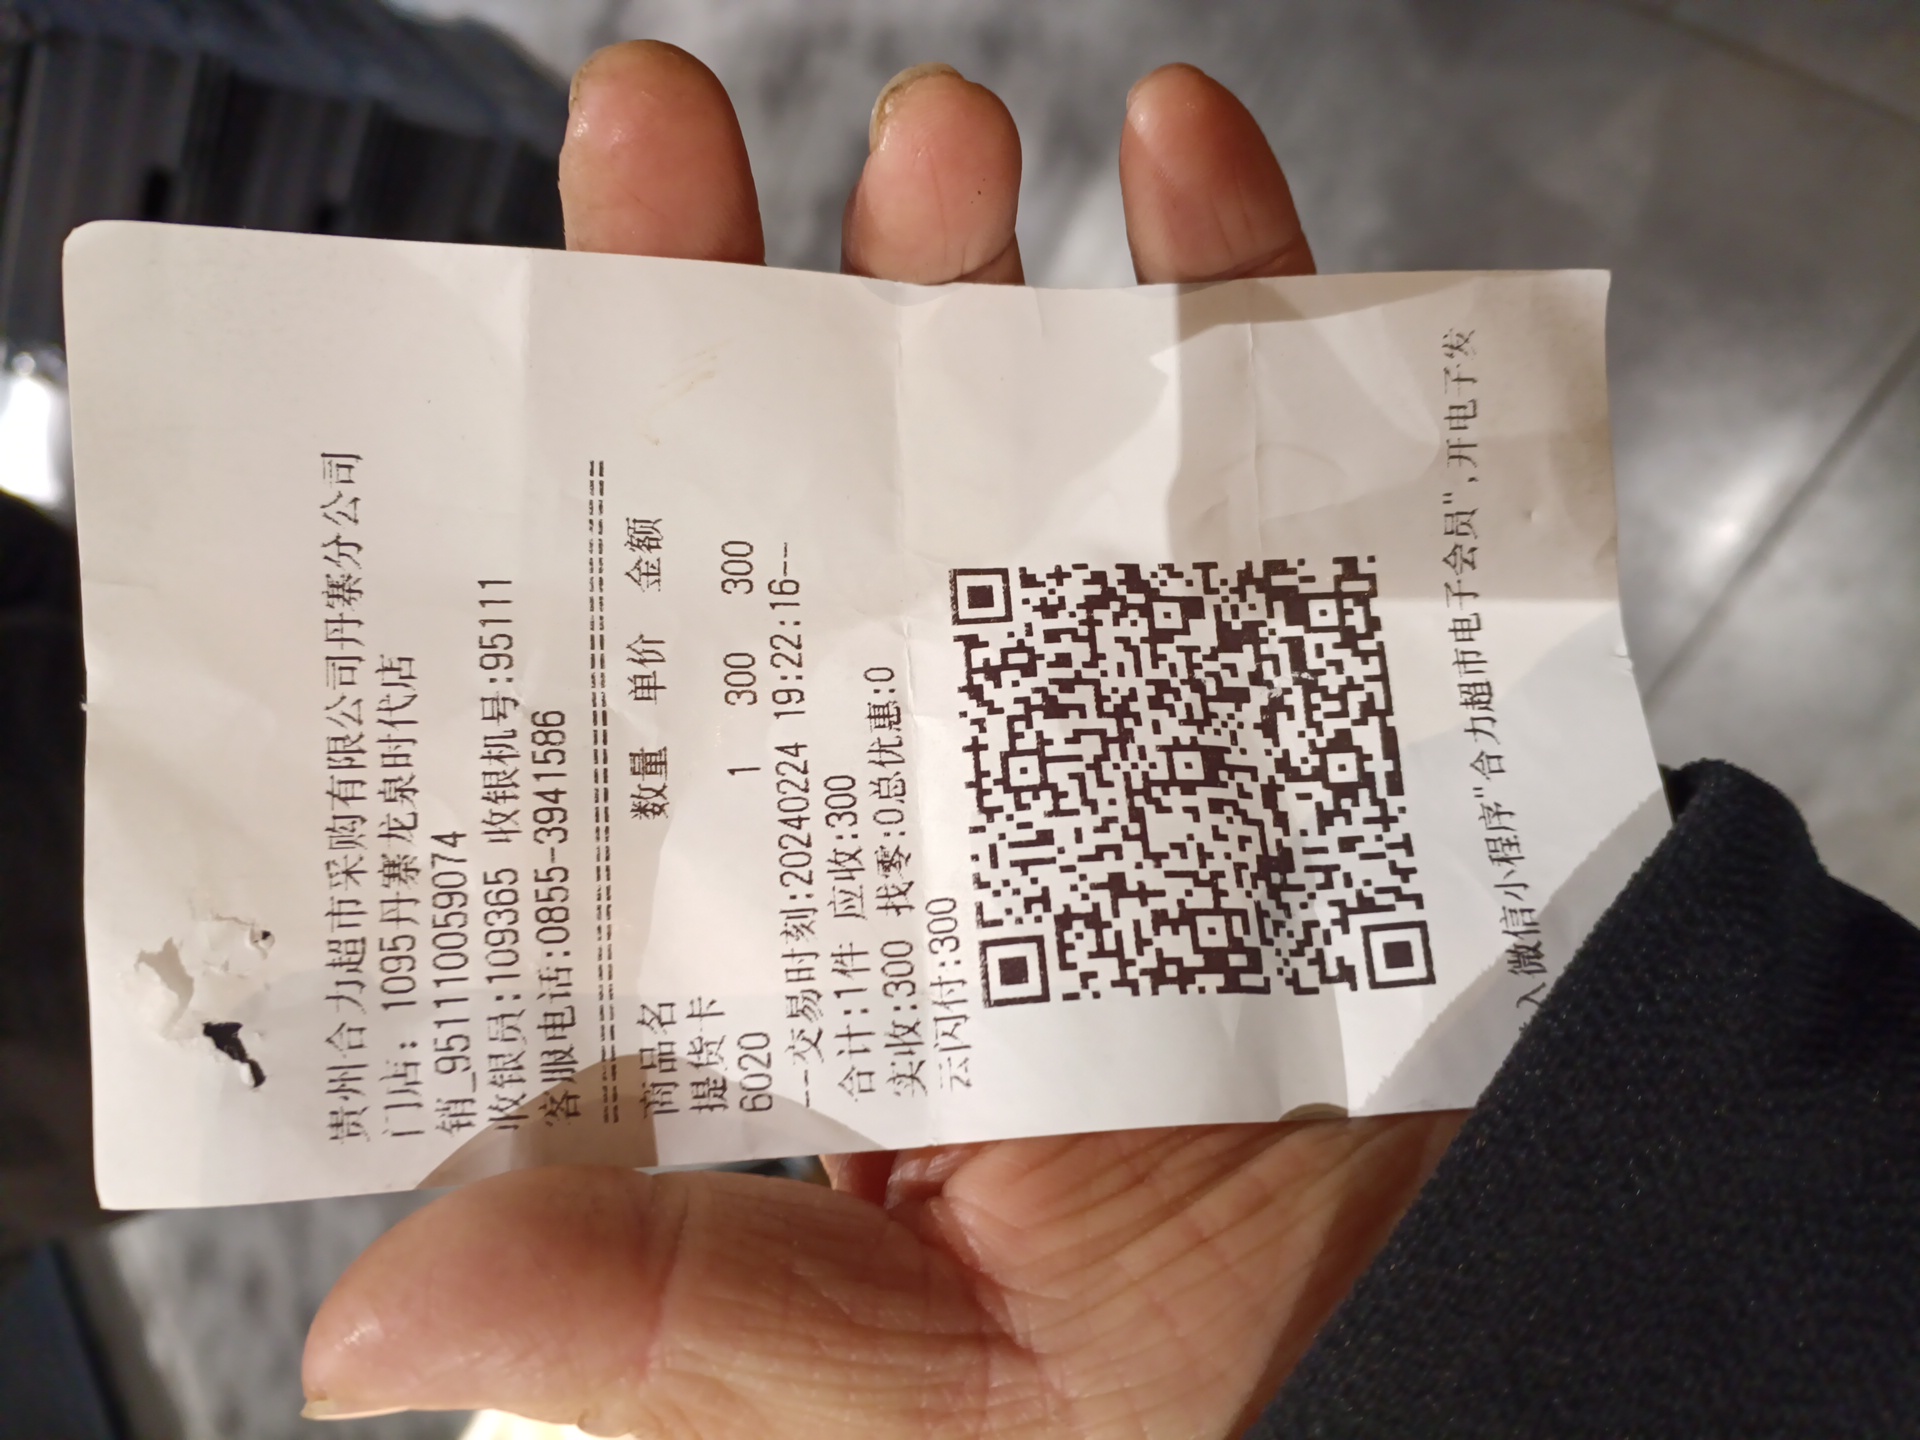 贵州合力超市采购有限公司丹寨分公司
门店: 1095丹寨龙泉时代店
销_9511110059074
收银员:109365 收银机号:95111
客服电话:0855-3941586
商品名 数量 单价 金额
提货卡
6020 1 300 300
--交易时刻:20240224 19:22:16--
合计:1件 应收:300
实收:300 找零:0总优惠:0
云闪付:300
入微信小程序"合力超市电子会员",开电子发